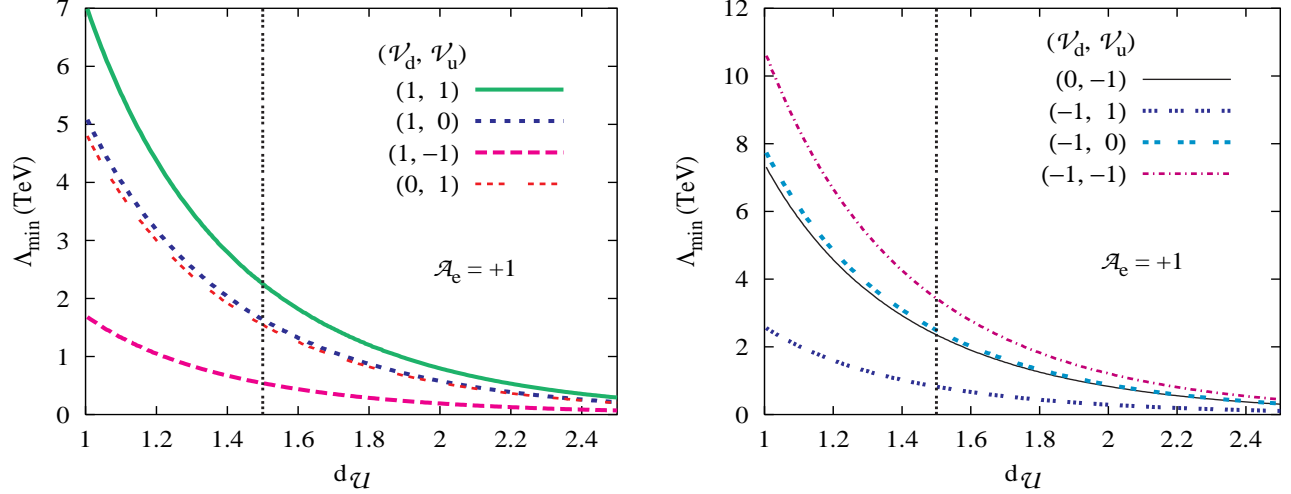 7
6
5
4
3
2
1
0
Λmin (TeV)
(𝒱d, 𝒱u)
(1, 1)
(1, 0)
(1, −1)
(0, 1)
𝒜e = +1
1 1.2 1.4 1.6 1.8 2 2.2 2.4
d𝒰
12
10
8
6
4
2
0
Λmin (TeV)
(𝒱d, 𝒱u)
(0, −1)
(−1, 1)
(−1, 0)
(−1, −1)
𝒜e = +1
1 1.2 1.4 1.6 1.8 2 2.2 2.4
d𝒰